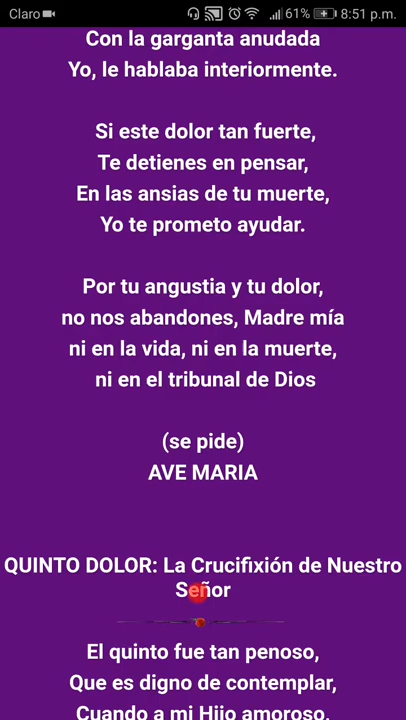 Claro 61% 8:51 p.m.
Con la garganta anudada
Yo, le hablaba interiormente.
Si este dolor tan fuerte,
Te detienes en pensar,
En las ansias de tu muerte,
Yo te prometo ayudar.
Por tu angustia y tu dolor,
no nos abandones, Madre mía
ni en la vida, ni en la muerte,
ni en el tribunal de Dios
(se pide)
AVE MARIA
QUINTO DOLOR: La Crucifixión de Nuestro
Señor
El quinto fue tan penoso,
Que es digno de contemplar,
Cuando a mi Hijo amoroso,